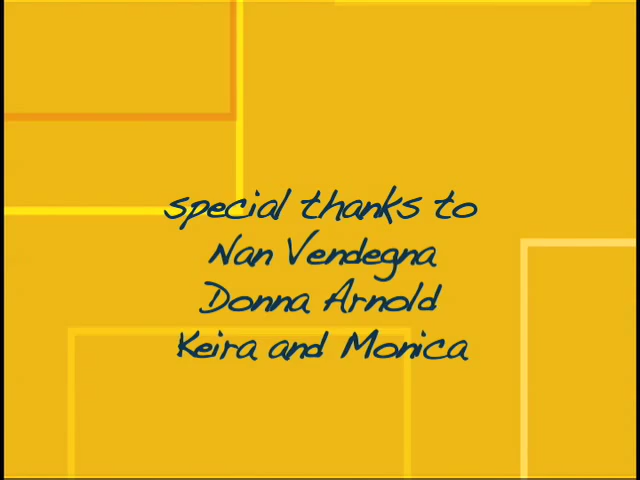 special thanks to
Nan Vendegna
Donna Arnold
Keira and Monica